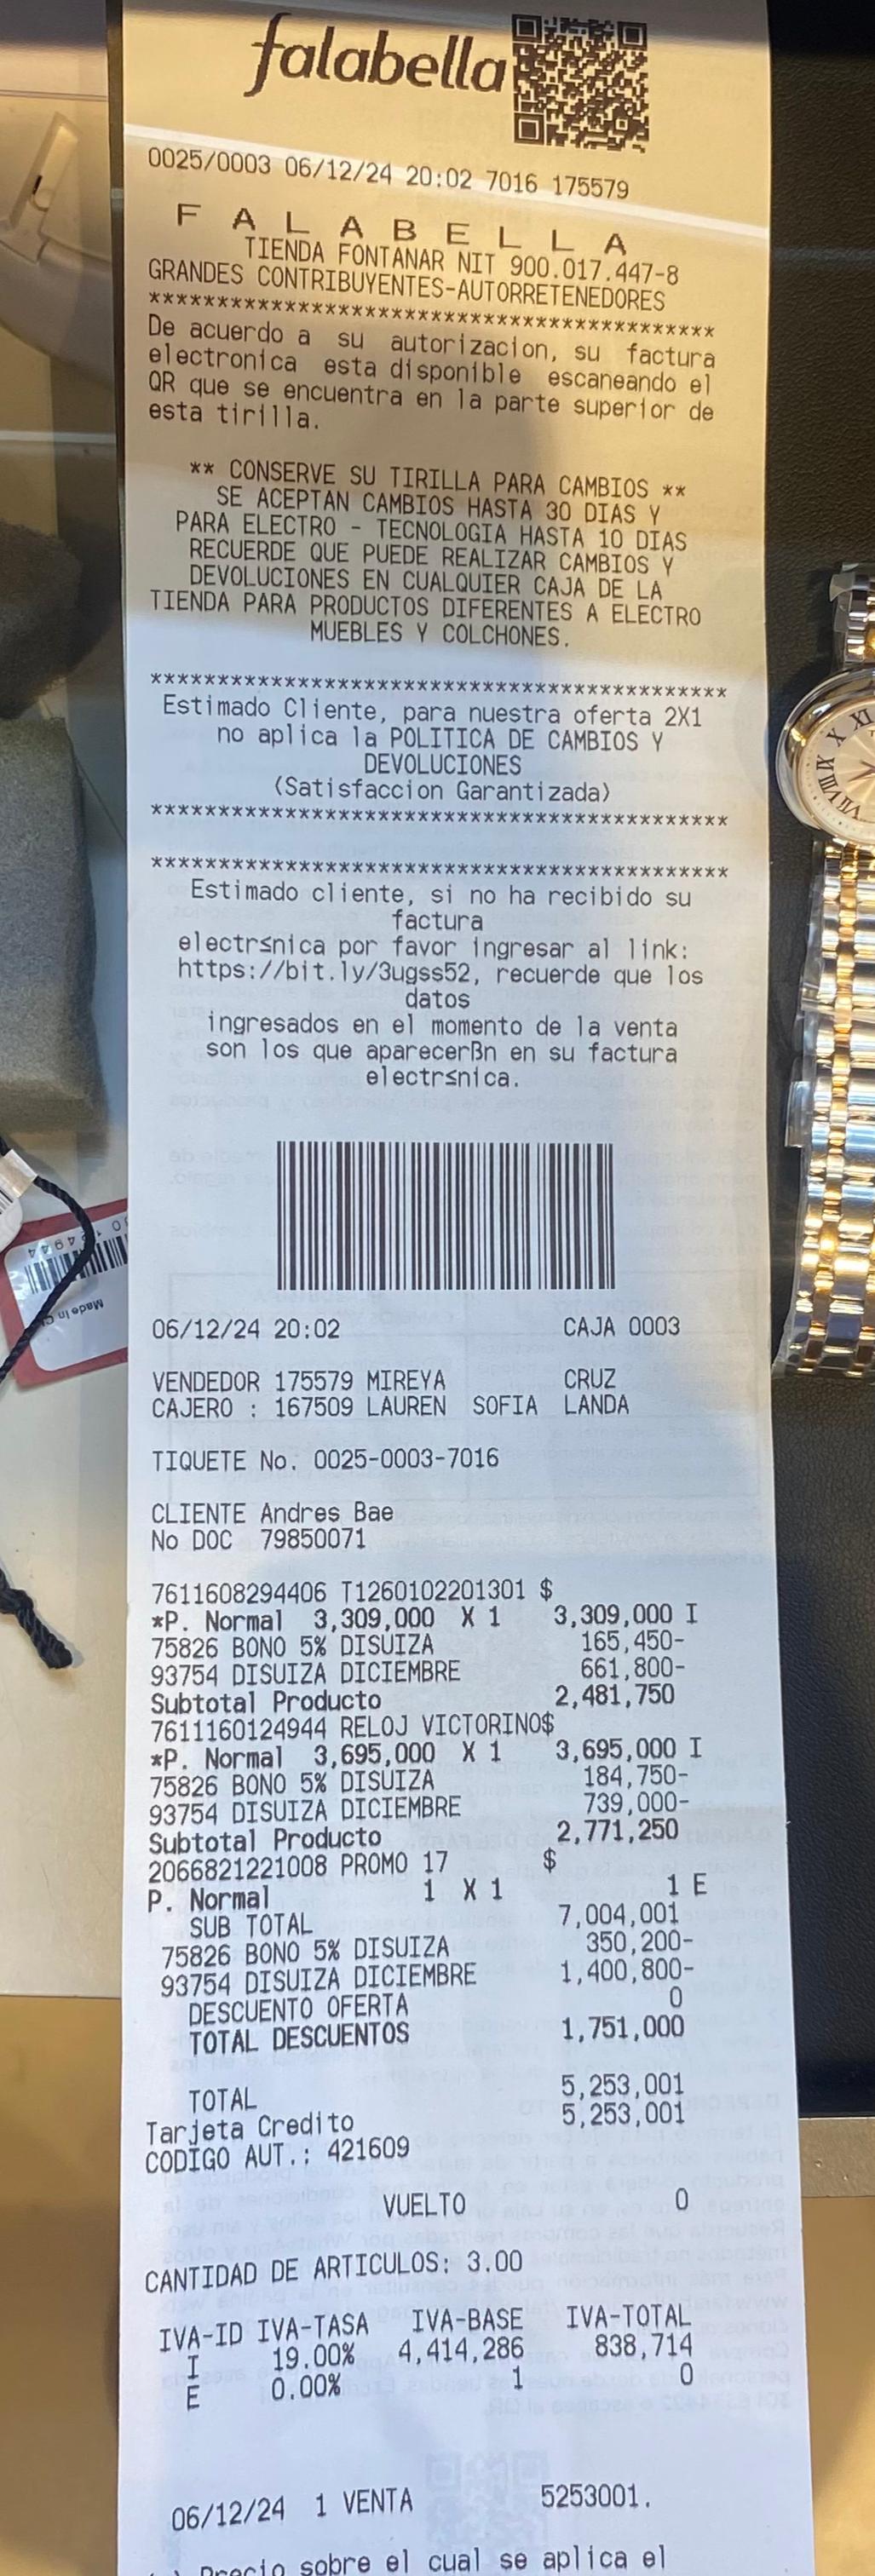 falabella
0025/0003 06/12/24 20:02 7016 175579
F A L A B E L L A
TIENDA FONTANAR NIT 900.017.447-8
GRANDES CONTRIBUYENTES-AUTORRETENEDORES
******************************************
De acuerdo a su autorizacion, su factura
electronica esta disponible escaneando el
QR que se encuentra en la parte superior de
esta tirilla.
** CONSERVE SU TIRILLA PARA CAMBIOS **
SE ACEPTAN CAMBIOS HASTA 30 DIAS Y
PARA ELECTRO - TECNOLOGIA HASTA 10 DIAS
RECUERDE QUE PUEDE REALIZAR CAMBIOS Y
DEVOLUCIONES EN CUALQUIER CAJA DE LA
TIENDA PARA PRODUCTOS DIFERENTES A ELECTRO
MUEBLES Y COLCHONES.
*******************************************
Estimado Cliente, para nuestra oferta 2X1
no aplica la POLITICA DE CAMBIOS Y
DEVOLUCIONES
(Satisfaccion Garantizada)
*******************************************
*******************************************
Estimado cliente, si no ha recibido su
factura
electr≤nica por favor ingresar al link:
https://bit.ly/3ugss52, recuerde que los
datos
ingresados en el momento de la venta
son los que aparecerßn en su factura
electr≤nica.
06/12/24 20:02 CAJA 0003
VENDEDOR 175579 MIREYA CRUZ
CAJERO : 167509 LAUREN SOFIA LANDA
TIQUETE No. 0025-0003-7016
CLIENTE Andres Bae
No DOC 79850071
7611608294406 T1260102201301 $
*P. Normal 3,309,000 X 1 3,309,000 I
75826 BONO 5% DISUIZA 165,450-
93754 DISUIZA DICIEMBRE 661,800-
Subtotal Producto 2,481,750
7611160124944 RELOJ VICTORINO$
*P. Normal 3,695,000 X 1 3,695,000 I
75826 BONO 5% DISUIZA 184,750-
93754 DISUIZA DICIEMBRE 739,000-
Subtotal Producto 2,771,250
2066821221008 PROMO 17 $
P. Normal 1 X 1 1 E
SUB TOTAL 7,004,001
75826 BONO 5% DISUIZA 350,200-
93754 DISUIZA DICIEMBRE 1,400,800-
DESCUENTO OFERTA 0
TOTAL DESCUENTOS 1,751,000
TOTAL 5,253,001
Tarjeta Credito 5,253,001
CODIGO AUT.: 421609
VUELTO 0
CANTIDAD DE ARTICULOS: 3.00
IVA-ID IVA-TASA IVA-BASE IVA-TOTAL
I 19.00% 4,414,286 838,714
E 0.00% 1 0
06/12/24 1 VENTA 5253001.
Precio sobre el cual se aplica el
Made in
X XI
VII VIII IX